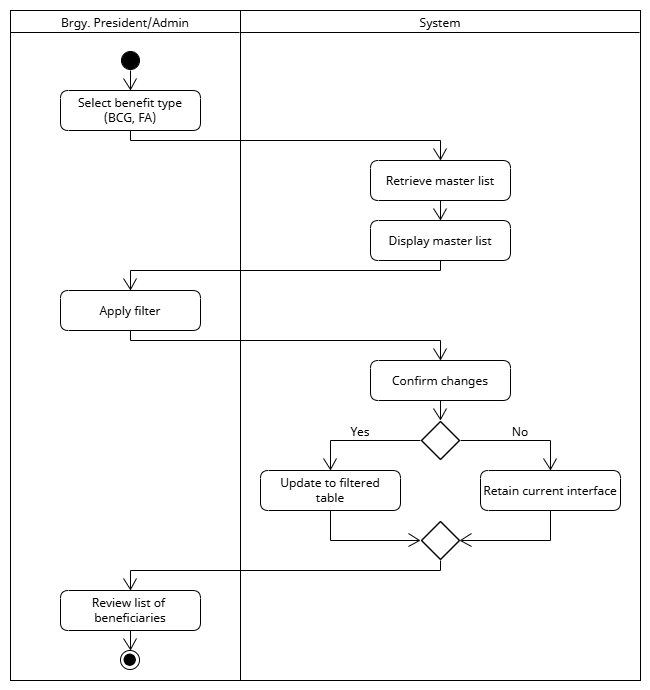 Brgy. President/Admin
System
Select benefit type
(BCG, FA)
Retrieve master list
Display master list
Apply filter
Confirm changes
Yes
No
Update to filtered
table
Retain current interface
Review list of
beneficiaries